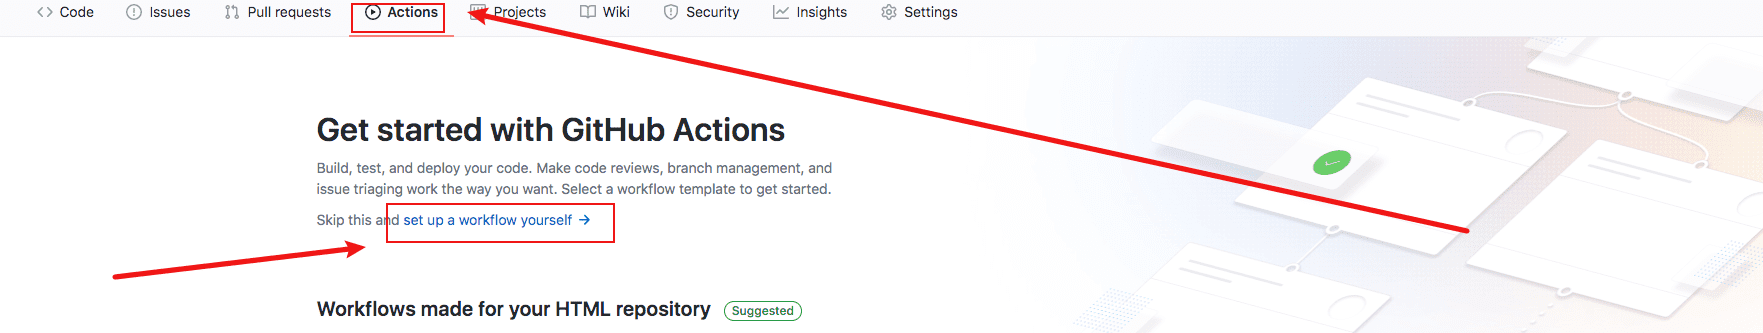 Code Issues Pull requests Actions Projects Wiki Security Insights Settings
Get started with GitHub Actions
Build, test, and deploy your code. Make code reviews, branch management, and
issue triaging work the way you want. Select a workflow template to get started.
Skip this and set up a workflow yourself →
Workflows made for your HTML repository Suggested